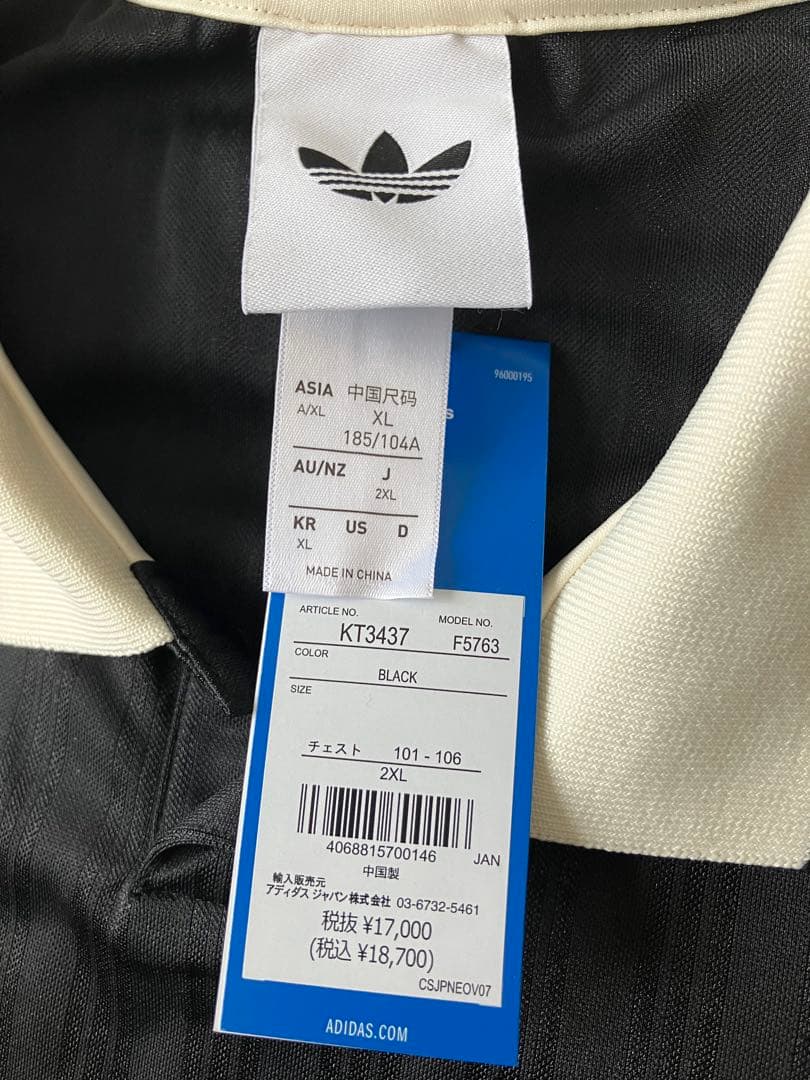 ASIA 中国尺码
A/XL XL
185/104A
AU/NZ J
2XL
KR US D
XL
MADE IN CHINA
96000195
s
ARTICLE NO. MODEL NO.
KT3437 F5763
COLOR
BLACK
SIZE
チェスト 101 - 106
2XL
4068815700146 JAN
中国製
輸入販売元
アディダス ジャパン株式会社 03-6732-5461
税抜 ¥17,000
(税込 ¥18,700)
CSJPNEOV07
ADIDAS.COM